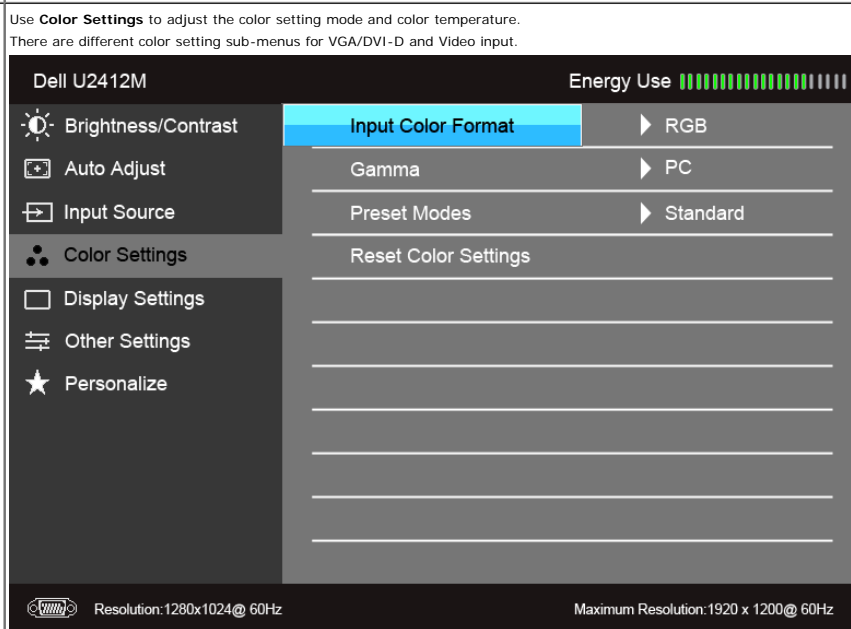 Use Color Settings to adjust the color setting mode and color temperature.
There are different color setting sub-menus for VGA/DVI-D and Video input.
Dell U2412M Energy Use
Brightness/Contrast Input Color Format RGB
Auto Adjust Gamma PC
Input Source Preset Modes Standard
Color Settings Reset Color Settings
Display Settings
Other Settings
Personalize
Resolution:1280x1024@ 60Hz Maximum Resolution:1920 x 1200@ 60Hz